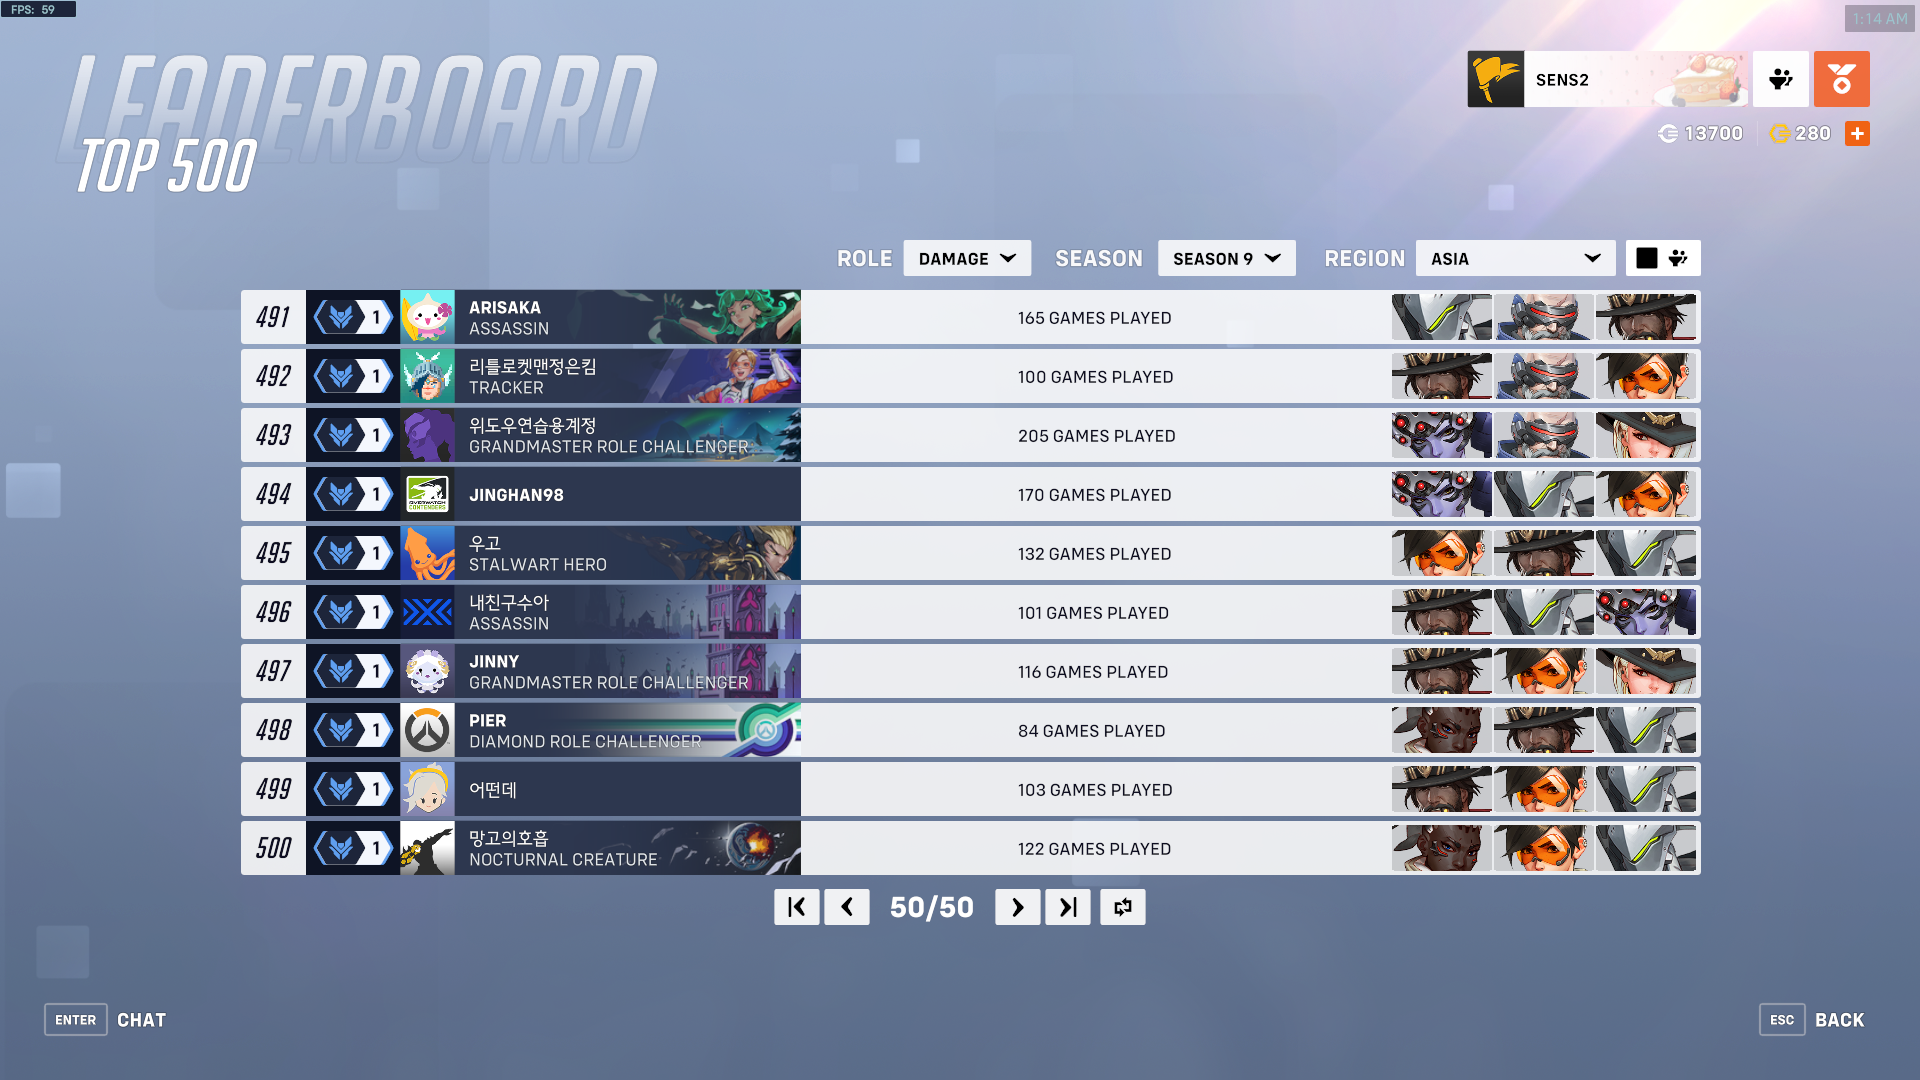 FPS: 59
1:14 AM
LEADERBOARD
TOP 500
SENS2
13700
280
ROLE DAMAGE SEASON SEASON 9 REGION ASIA
491 1 ARISAKA 165 GAMES PLAYED
ASSASSIN
492 1 리틀로켓맨정은킴 100 GAMES PLAYED
TRACKER
493 1 위도우연습용계정 205 GAMES PLAYED
GRANDMASTER ROLE CHALLENGER
494 1 JINGHAN98 170 GAMES PLAYED
OVERWATCH
CONTENDERS
495 1 우고 132 GAMES PLAYED
STALWART HERO
496 1 내친구수아 101 GAMES PLAYED
ASSASSIN
497 1 JINNY 116 GAMES PLAYED
GRANDMASTER ROLE CHALLENGER
498 1 PIER 84 GAMES PLAYED
DIAMOND ROLE CHALLENGER
499 1 어떤데 103 GAMES PLAYED
500 1 망고의호흡 122 GAMES PLAYED
NOCTURNAL CREATURE
50/50
ENTER CHAT
ESC BACK